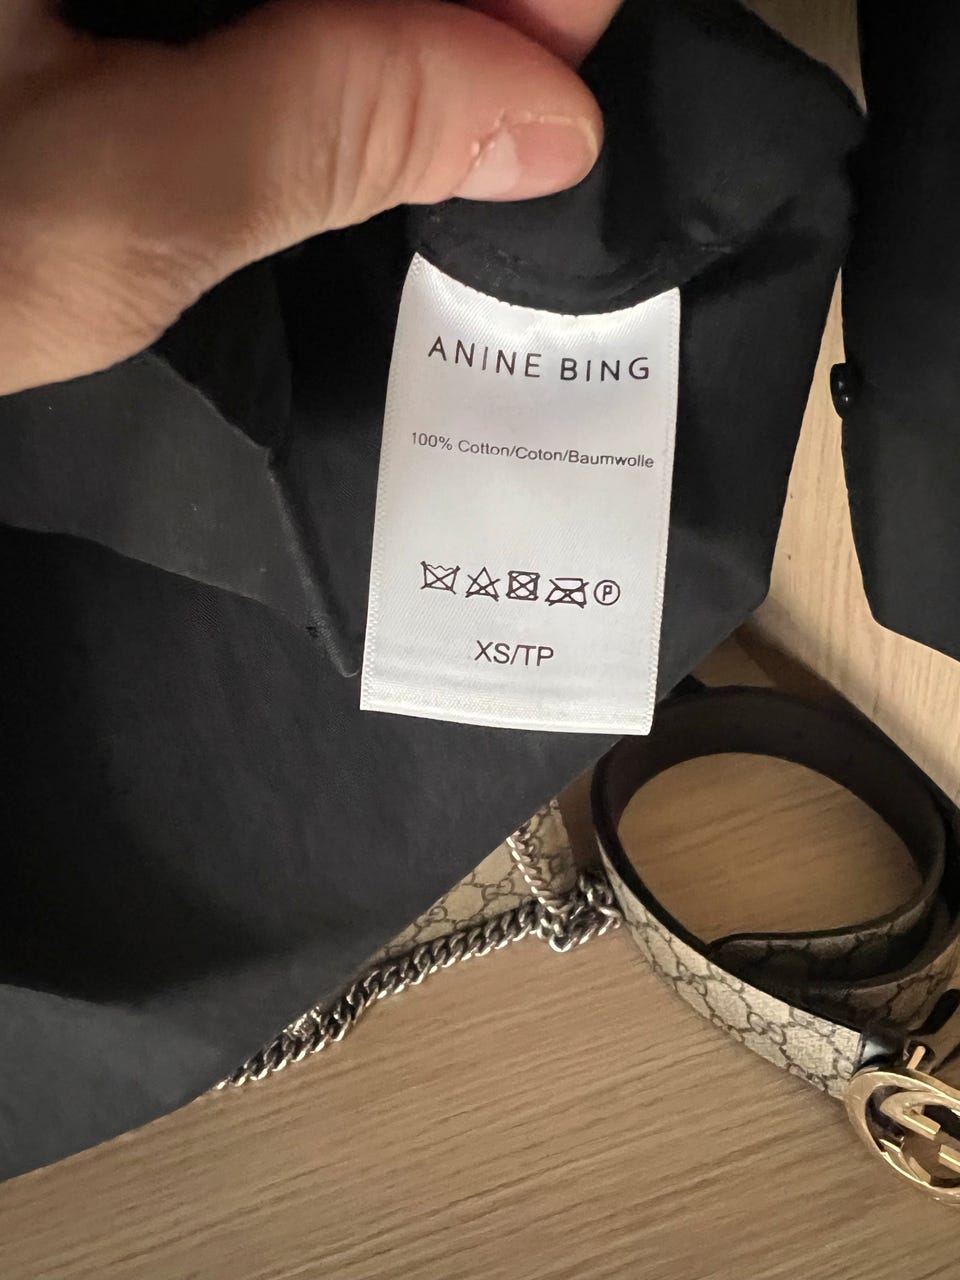 ANINE BING
100% Cotton/Coton/Baumwolle
P
XS/TP